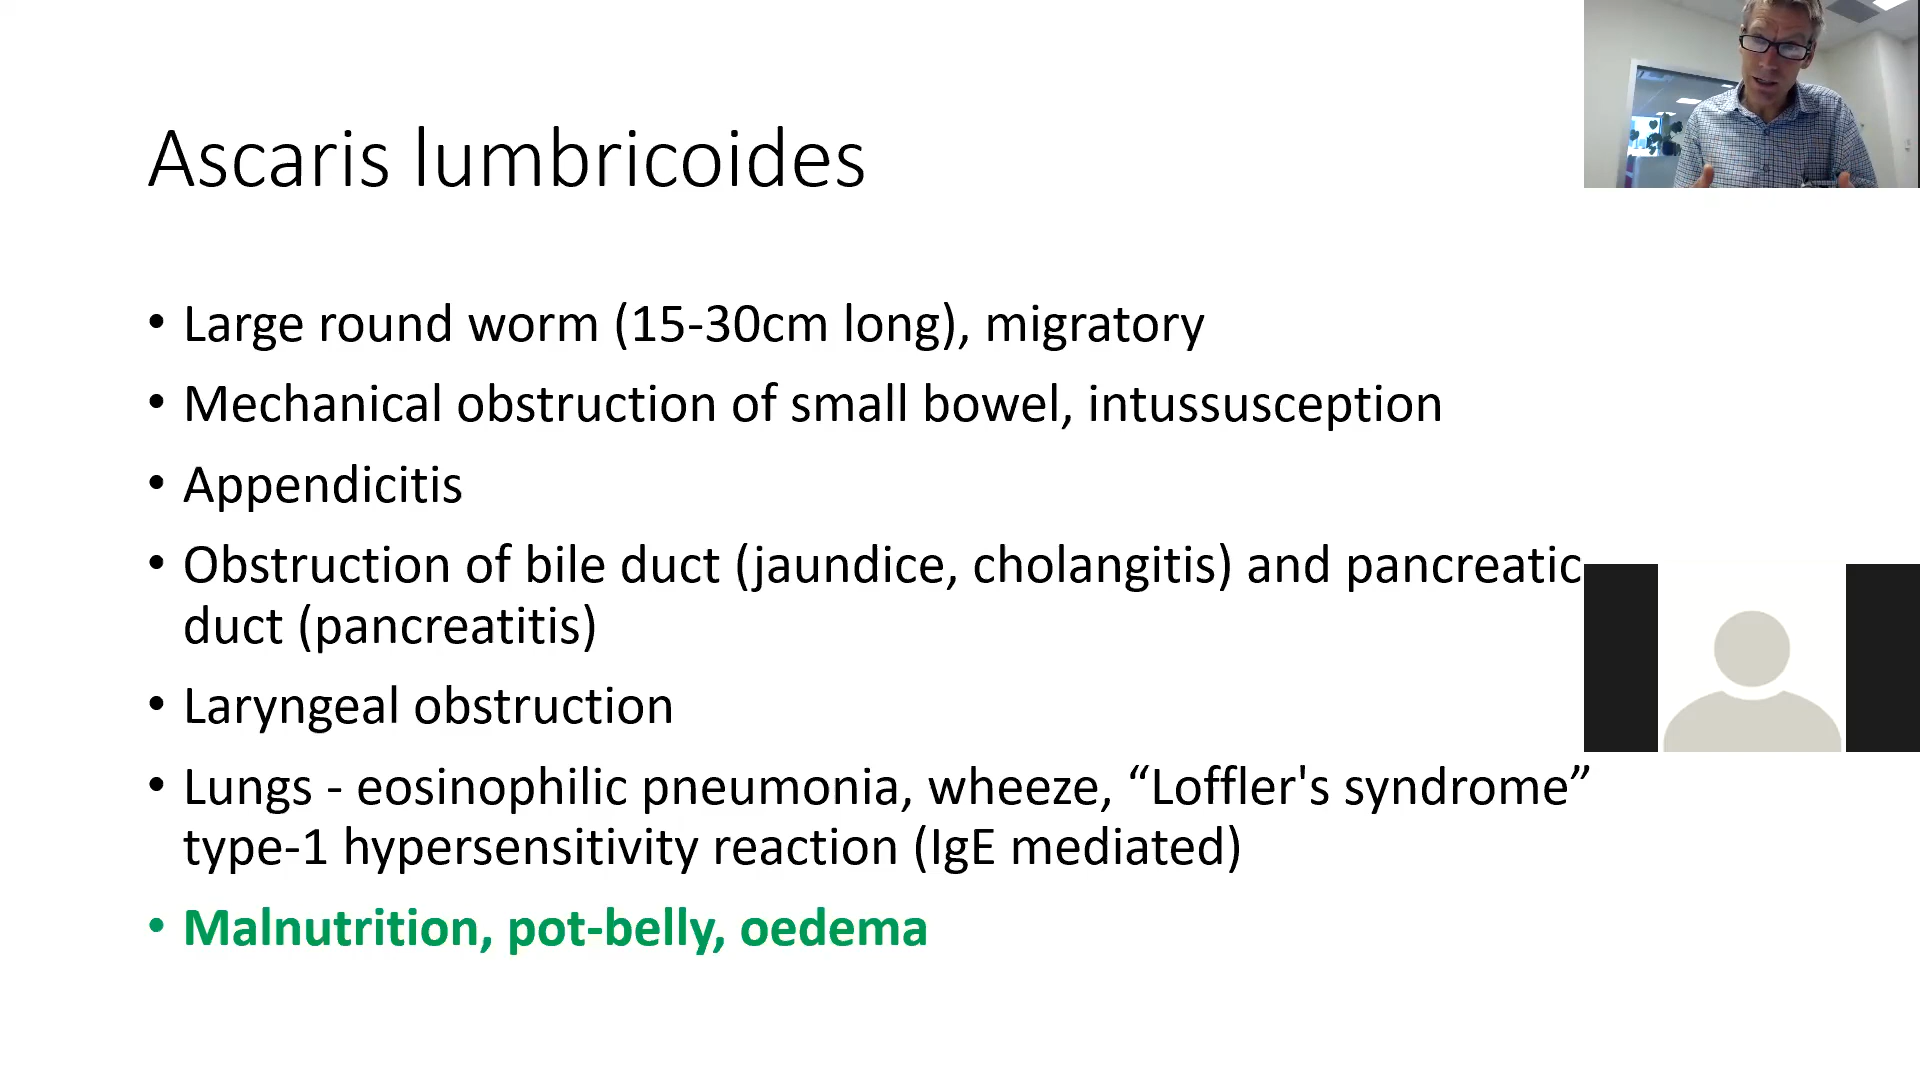 Ascaris lumbricoides
• Large round worm (15-30cm long), migratory
• Mechanical obstruction of small bowel, intussusception
• Appendicitis
• Obstruction of bile duct (jaundice, cholangitis) and pancreatic
duct (pancreatitis)
• Laryngeal obstruction
• Lungs - eosinophilic pneumonia, wheeze, “Loffler's syndrome”
type-1 hypersensitivity reaction (IgE mediated)
• Malnutrition, pot-belly, oedema